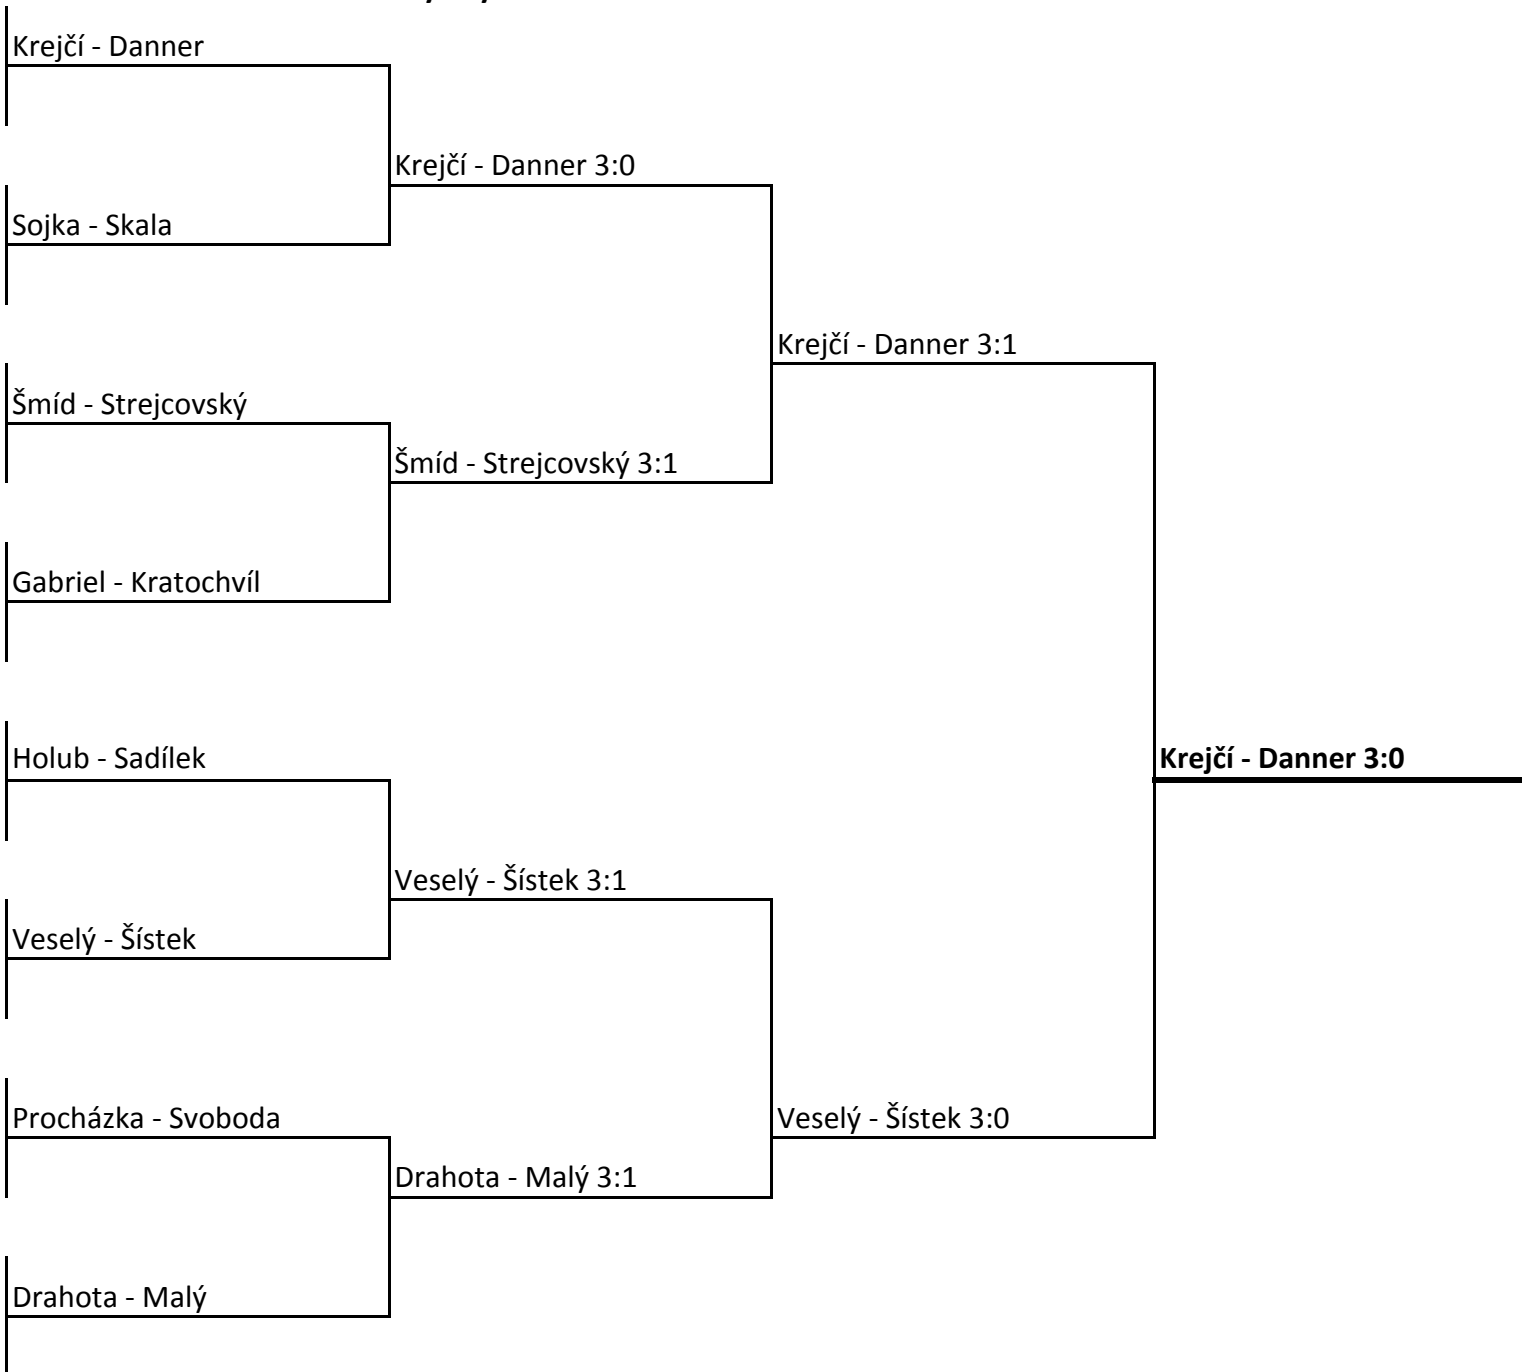 Krejčí - Danner
Krejčí - Danner 3:0
Sojka - Skala
Krejčí - Danner 3:1
Šmíd - Strejcovský
Šmíd - Strejcovský 3:1
Gabriel - Kratochvíl
Holub - Sadílek
Krejčí - Danner 3:0
Veselý - Šístek 3:1
Veselý - Šístek
Procházka - Svoboda
Veselý - Šístek 3:0
Drahota - Malý 3:1
Drahota - Malý